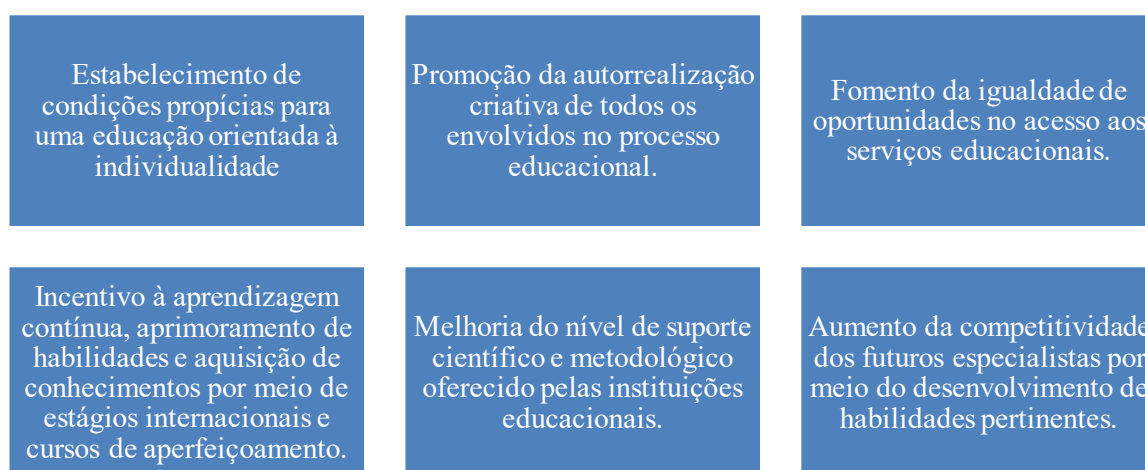 Estabelecimento de
condições propícias para
uma educação orientada à
individualidade
Promoção da autorrealização
criativa de todos os
envolvidos no processo
educacional.
Fomento da igualdade de
oportunidades no acesso aos
serviços educacionais.
Incentivo à aprendizagem
contínua, aprimoramento de
habilidades e aquisição de
conhecimentos por meio de
estágios internacionais e
cursos de aperfeiçoamento.
Melhoria do nível de suporte
científico e metodológico
oferecido pelas instituições
educacionais.
Aumento da competitividade
dos futuros especialistas por
meio do desenvolvimento de
habilidades pertinentes.